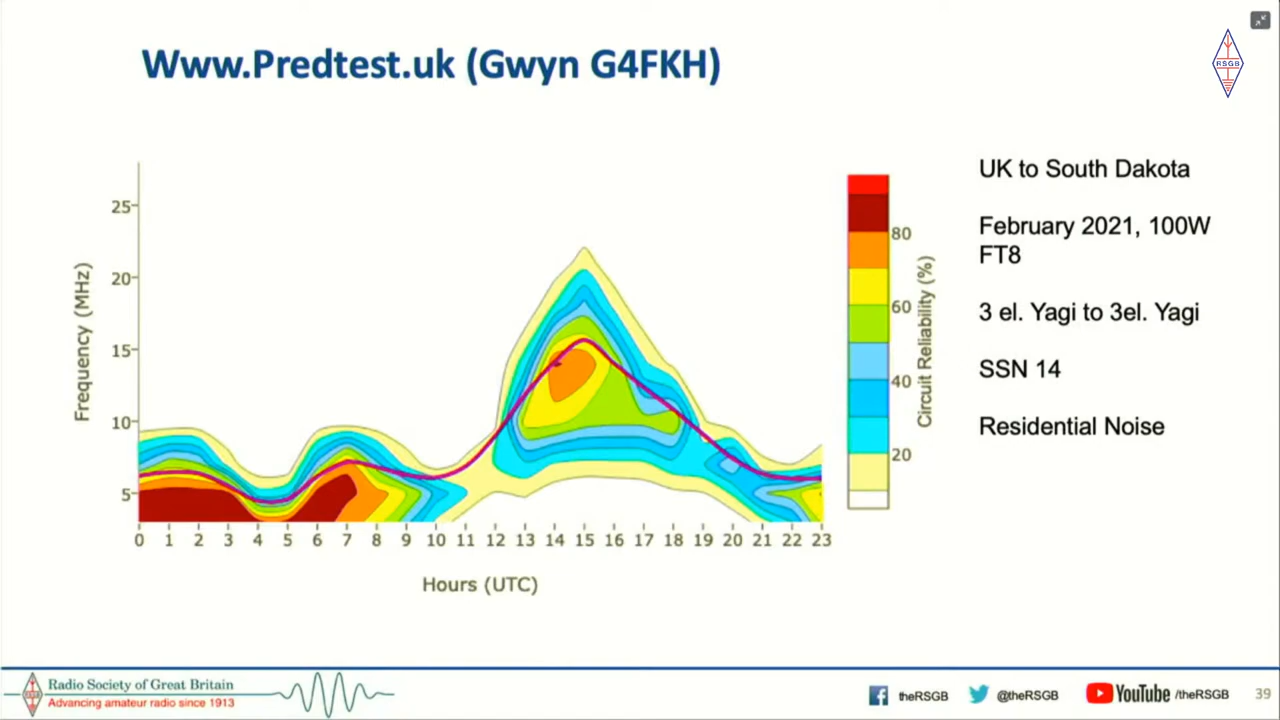 Www.Predtest.uk (Gwyn G4FKH)
RSGB
25
20
15
10
5
Frequency (MHz)
0 1 2 3 4 5 6 7 8 9 10 11 12 13 14 15 16 17 18 19 20 21 22 23
Hours (UTC)
80
60
40
20
Circuit Reliability (%)
UK to South Dakota
February 2021, 100W
FT8
3 el. Yagi to 3el. Yagi
SSN 14
Residential Noise
RSGB
Radio Society of Great Britain
Advancing amateur radio since 1913
theRSGB
@theRSGB
YouTube /theRSGB
39